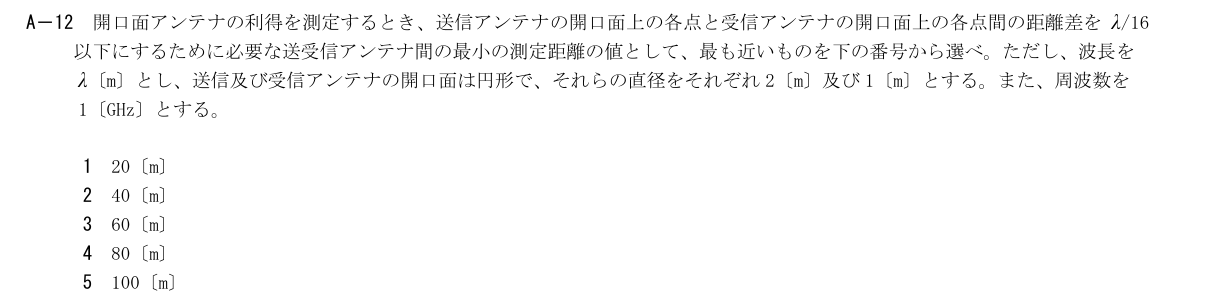 A－12　開口面アンテナの利得を測定するとき、送信アンテナの開口面上の各点と受信アンテナの開口面上の各点間の距離差を λ/16
以下にするために必要な送受信アンテナ間の最小の測定距離の値として、最も近いものを下の番号から選べ。ただし、波長を
λ〔m〕とし、送信及び受信アンテナの開口面は円形で、それらの直径をそれぞれ２〔m〕及び１〔m〕とする。また、周波数を
１〔GHz〕とする。
1　20〔m〕
2　40〔m〕
3　60〔m〕
4　80〔m〕
5　100〔m〕